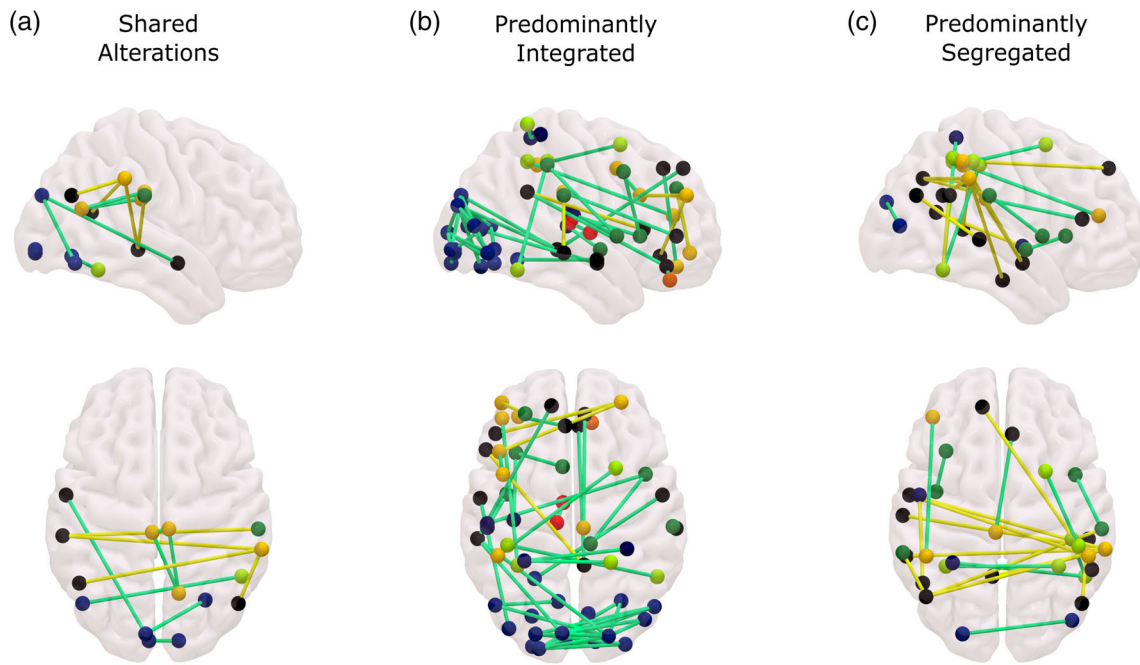 (a) Shared
Alterations
(b) Predominantly
Integrated
(c) Predominantly
Segregated